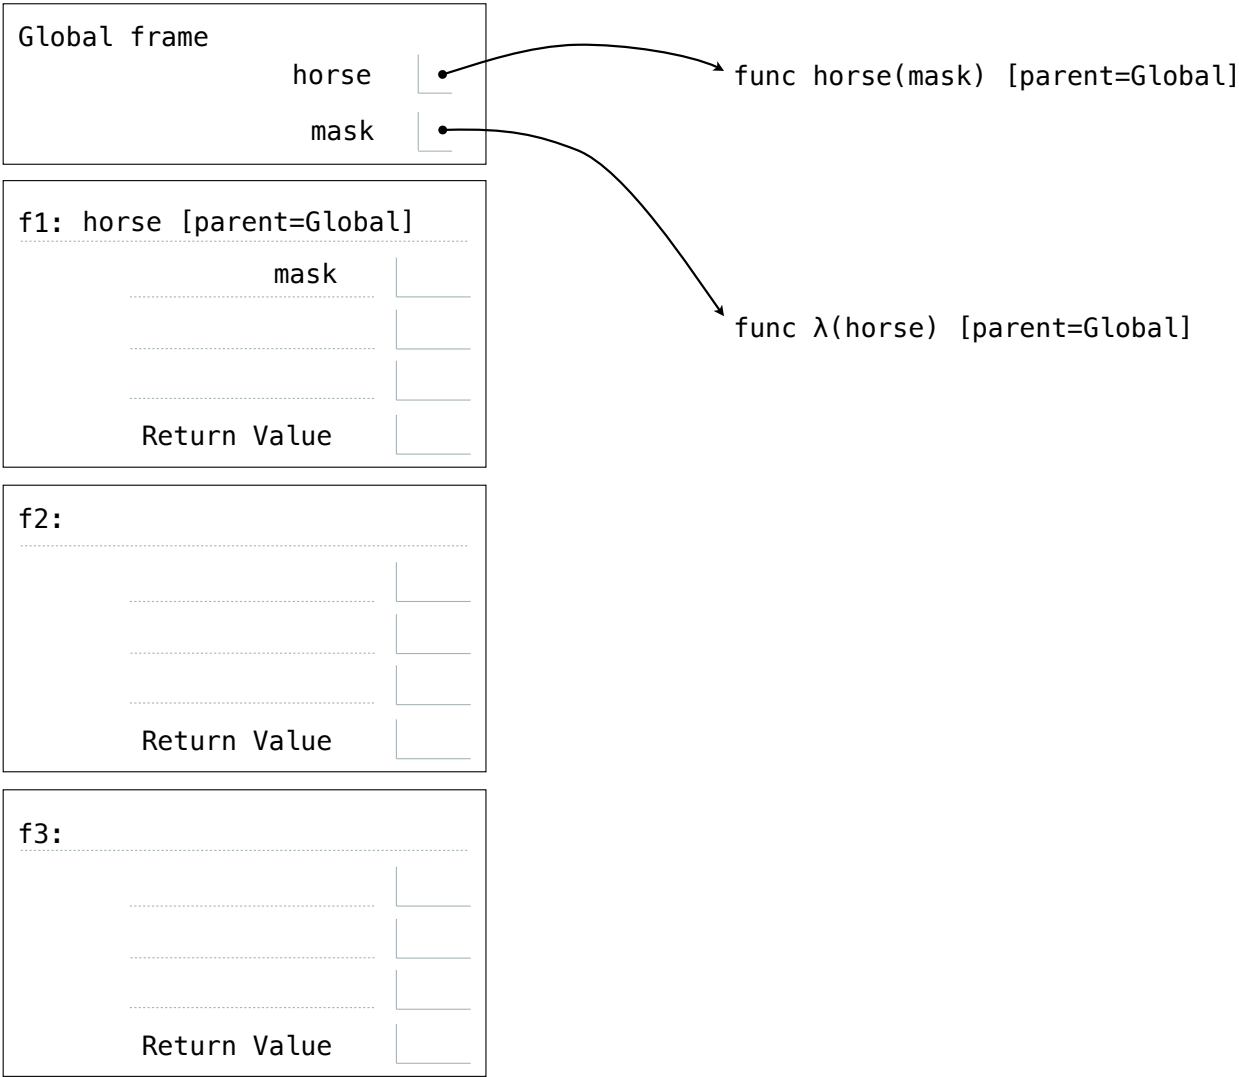 Global frame
horse
func horse(mask) [parent=Global]
mask
f1: horse [parent=Global]
mask
func λ(horse) [parent=Global]
Return Value
f2:
Return Value
f3:
Return Value